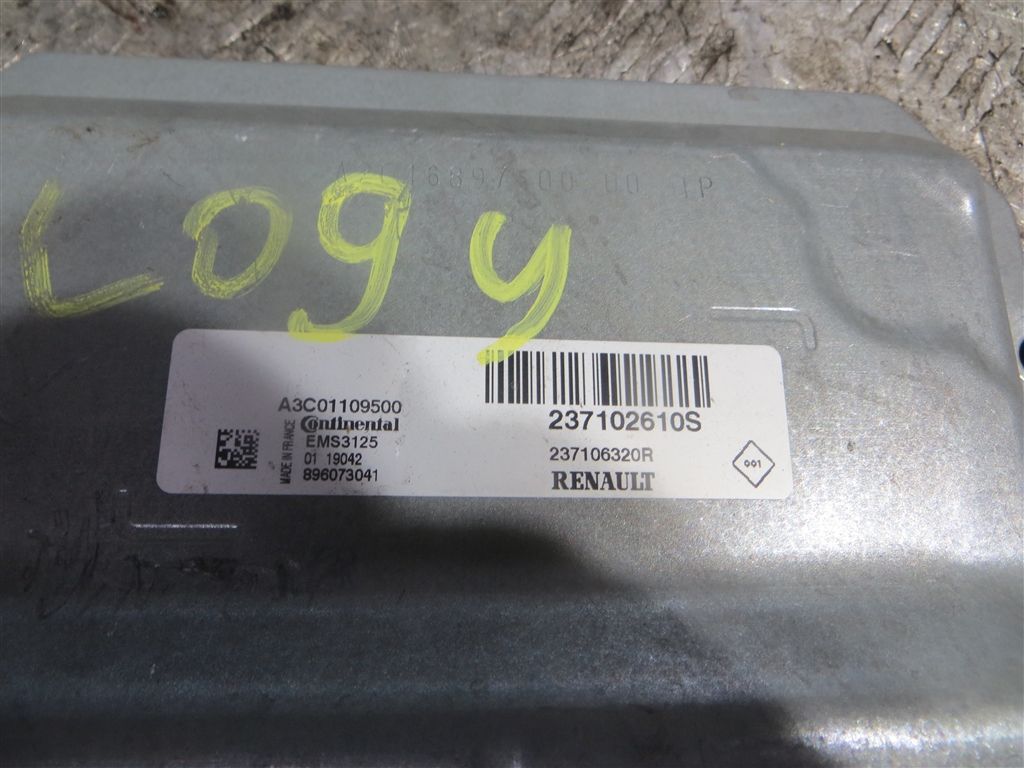 Logy
237102610S
237106320R
RENAULT
001
A3C01109500
Continental
EMS3125
01 19042
896073041
MADE IN FRANCE